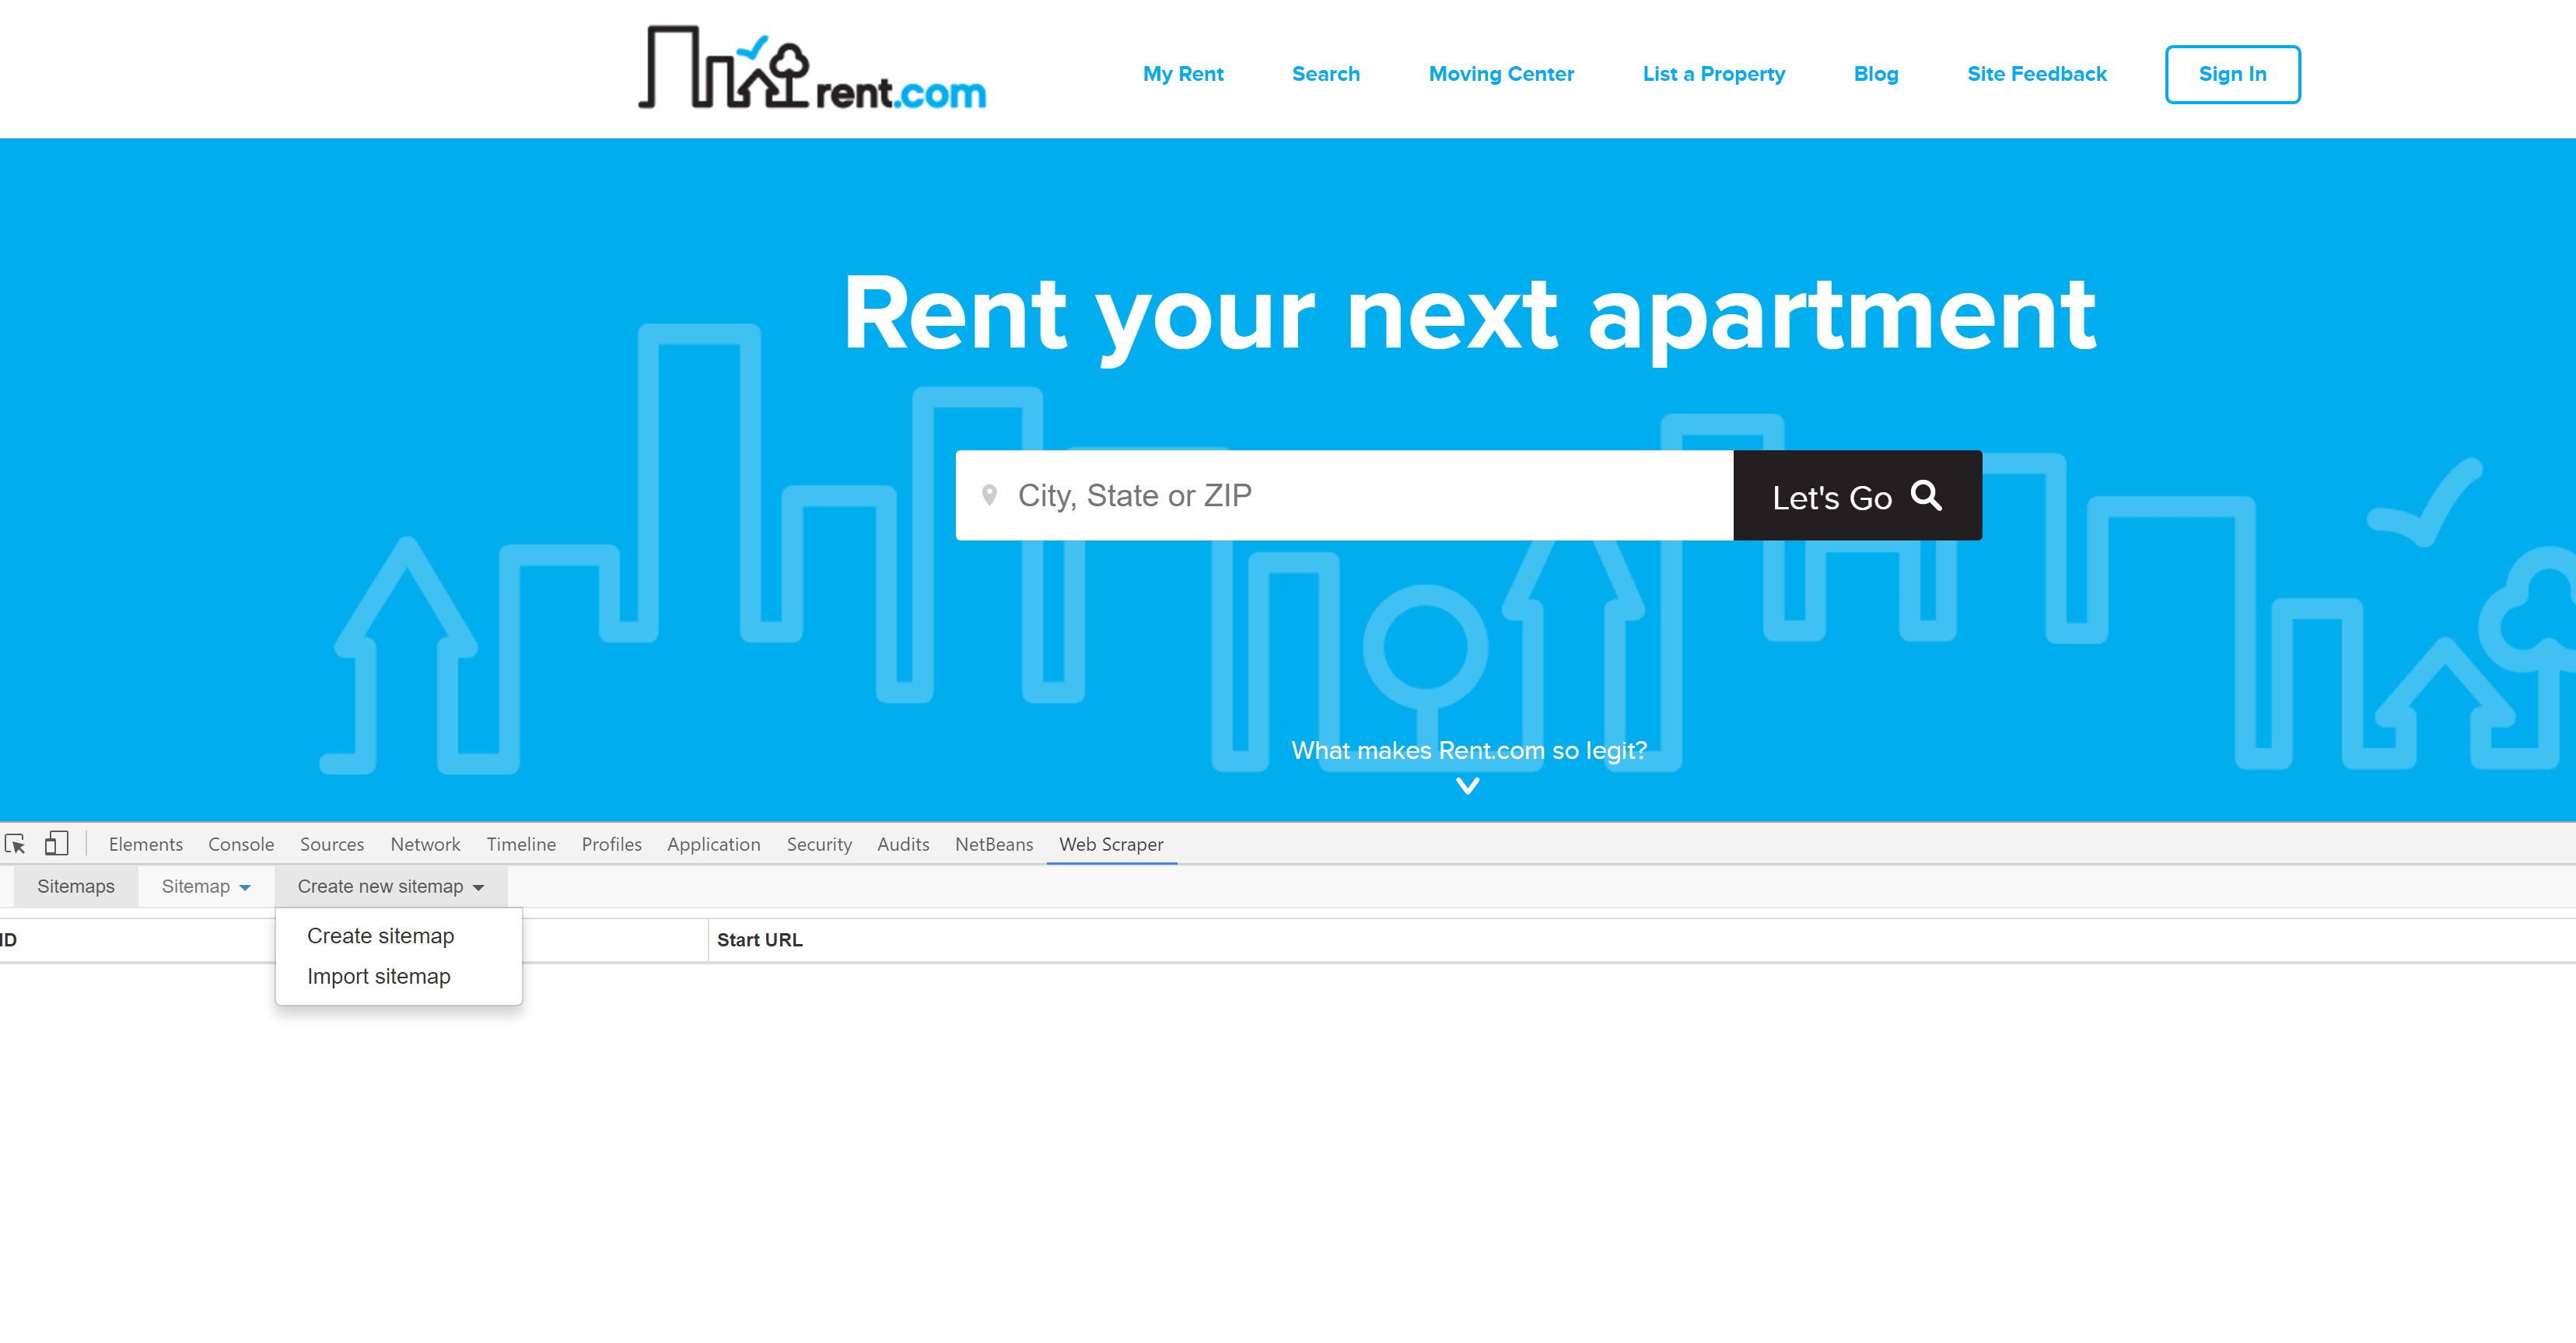 rent.com
My Rent Search Moving Center List a Property Blog Site Feedback Sign In
Rent your next apartment
City, State or ZIP Let's Go
What makes Rent.com so legit?
Elements Console Sources Network Timeline Profiles Application Security Audits NetBeans Web Scraper
Sitemaps Sitemap Create new sitemap
Create sitemap
ID Start URL
Import sitemap